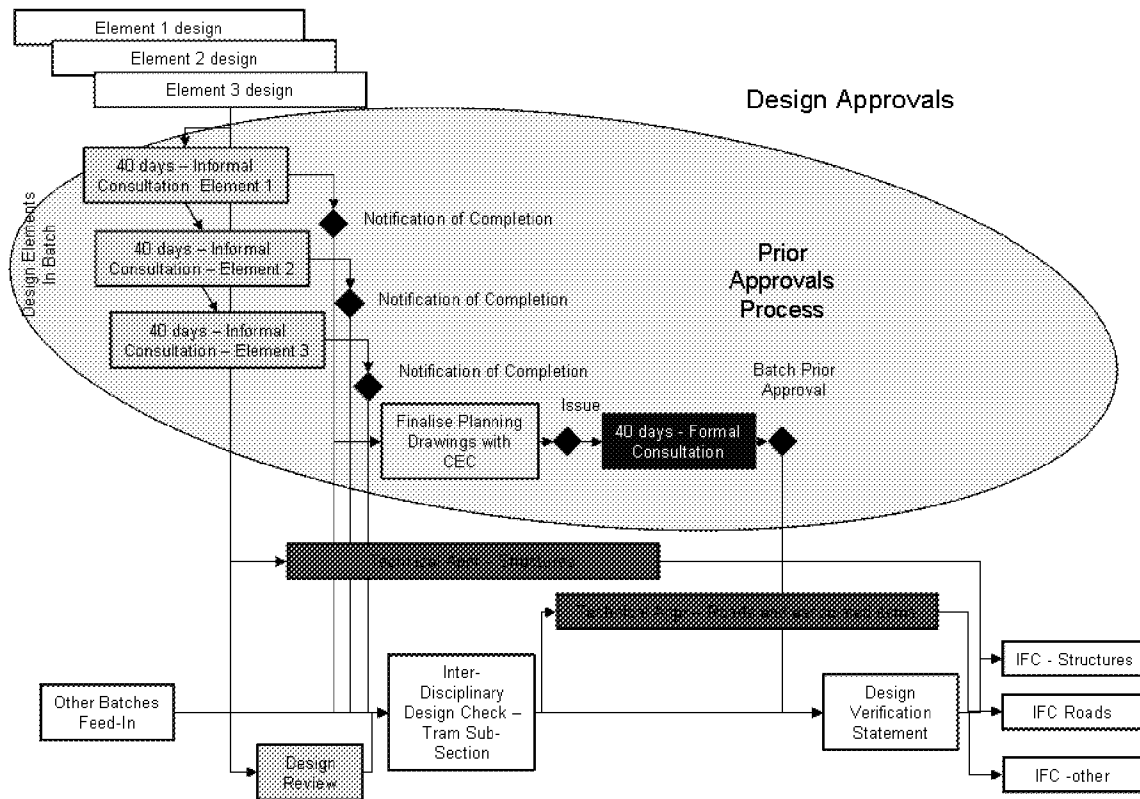 Element 1 design
Element 2 design
Element 3 design
Design Approvals
40 days – Informal
Consultation Element 1
Notification of Completion
Design Elements
In Batch
40 days – Informal
Consultation – Element 2
Prior
Approvals
Process
Notification of Completion
40 days – Informal
Consultation – Element 3
Notification of Completion
Batch Prior
Approval
Issue
Finalise Planning
Drawings with
CEC
40 days - Formal
Consultation
Structures
IFC - Structures
Inter-
Disciplinary
Design Check –
Tram Sub-
Section
Other Batches
Feed-In
Design
Verification
Statement
IFC Roads
Design
Review
IFC -other